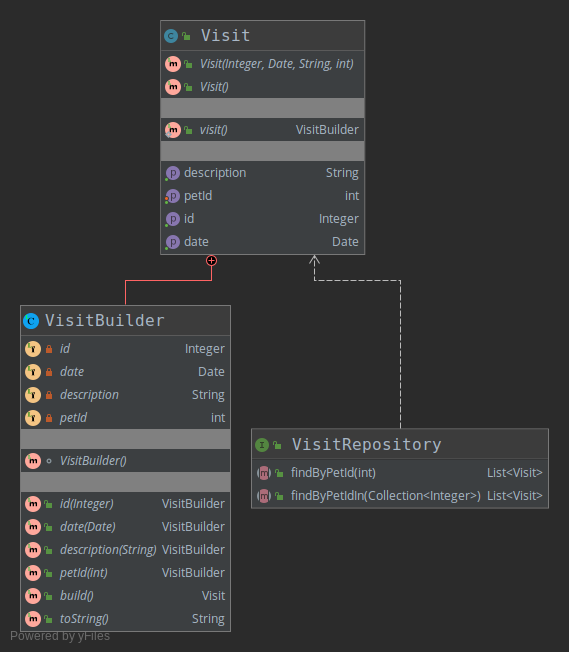 Visit
Visit(Integer, Date, String, int)
Visit()
visit() VisitBuilder
description String
petId int
id Integer
date Date
VisitBuilder
id Integer
date Date
description String
petId int
VisitBuilder()
id(Integer) VisitBuilder
date(Date) VisitBuilder
description(String) VisitBuilder
petId(int) VisitBuilder
build() Visit
toString() String
VisitRepository
findByPetId(int) List<Visit>
findByPetIdIn(Collection<Integer>) List<Visit>
Powered by yFiles